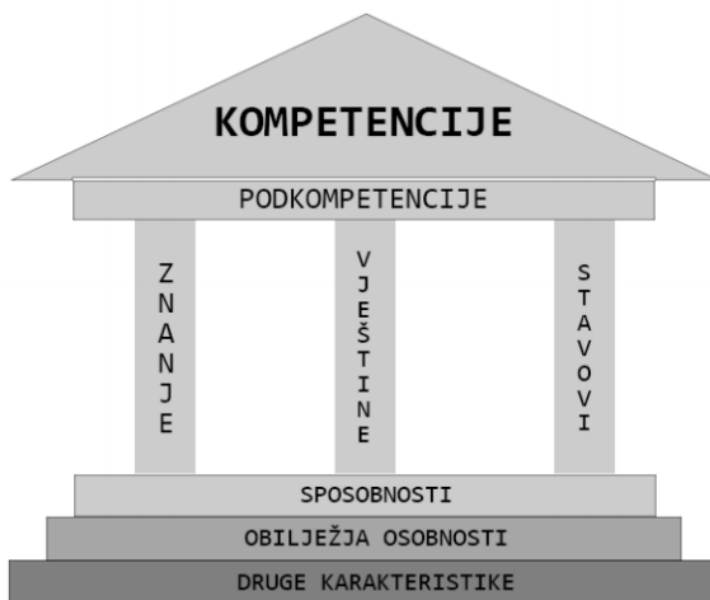 KOMPETENCIJE
PODKOMPETENCIJE
ZNANJE
VJEŠTINE
STAVOVI
SPOSOBNOSTI
OBILJEŽJA OSOBNOSTI
DRUGE KARAKTERISTIKE